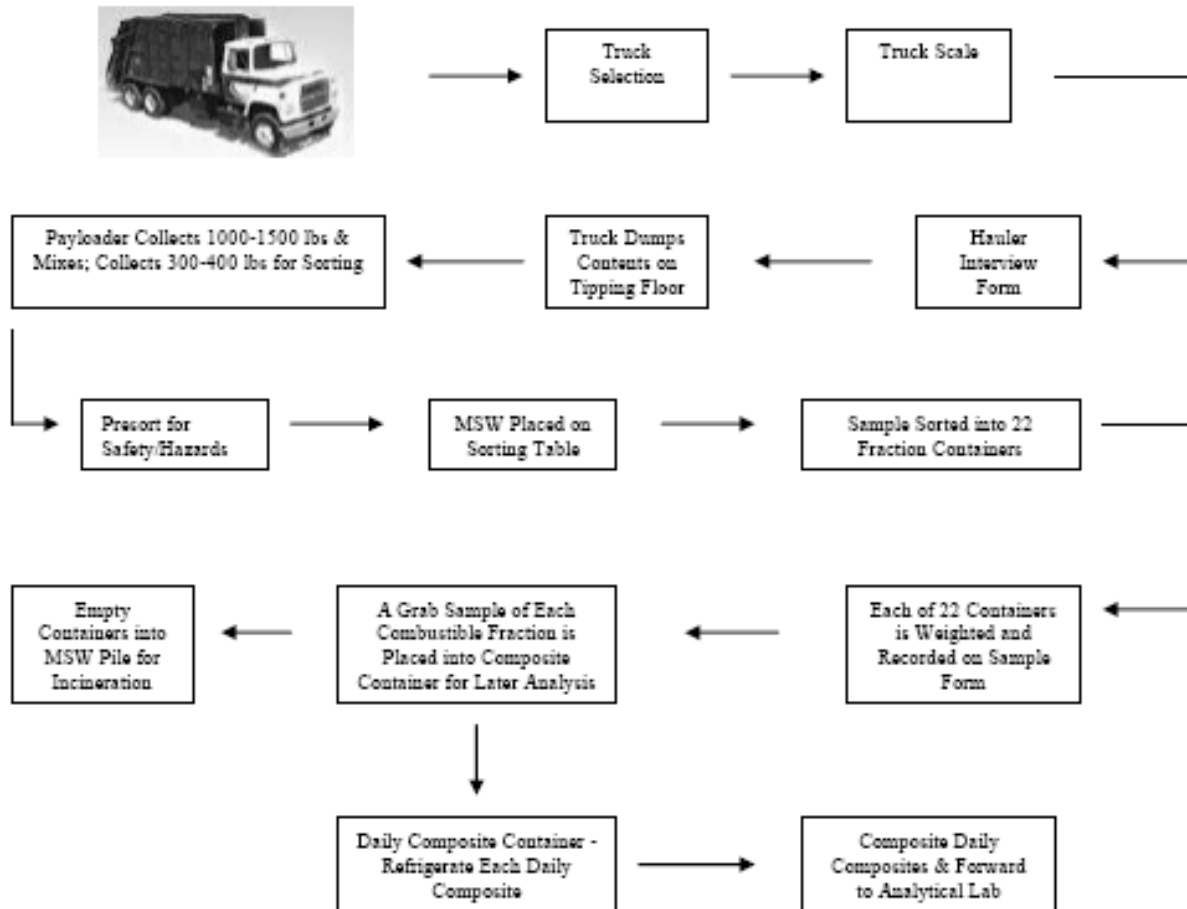 Truck
Selection
Truck Scale
Payloader Collects 1000-1500 lbs &
Mixes; Collects 300-400 lbs for Sorting
Truck Dumps
Contents on
Tipping Floor
Hauler
Interview
Form
Presort for
Safety/Hazards
MSW Placed on
Sorting Table
Sample Sorted into 22
Fraction Containers
Empty
Containers into
MSW Pile for
Incineration
A Grab Sample of Each
Combustible Fraction is
Placed into Composite
Container for Later Analysis
Each of 22 Containers
is Weighted and
Recorded on Sample
Form
Daily Composite Container -
Refrigerate Each Daily
Composite
Composite Daily
Composites & Forward
to Analytical Lab